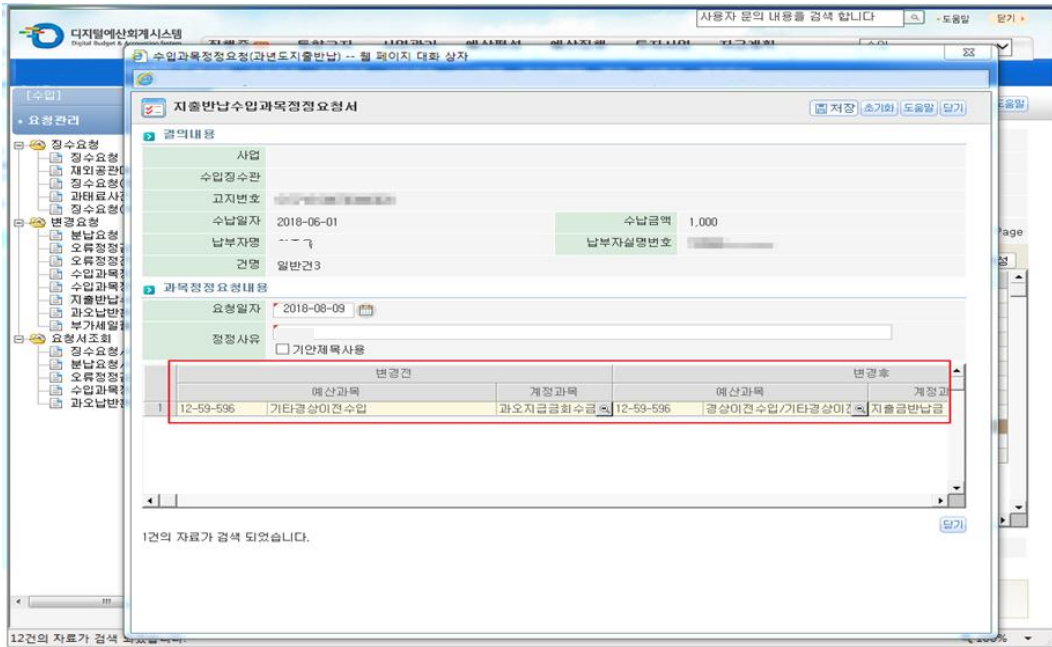 사용자 문의 내용을 검색 합니다
도움말 닫기
디지털예산회계시스템
Digital Budget & Accounting System
수입과목정정요청(과년도지출반납) -- 웹 페이지 대화 상자
[수입]
요청관리
징수요청
징수요청
재외공관
징수요청(
과태료사
징수요청(
변경요청
분납요청
오류정정
오류정정
수입과목
수입과목
지출반납
과오납반
부가세일
요청서조회
징수요청
분납요청
오류정정
수입과목
과오납반
지출반납수입과목정정요청서
저장 초기화 도움말 닫기
도움말
결의내용
사업
수입징수관
고지번호
수납일자 2018-06-01 수납금액 1,000
납부자명 납부자실명번호
Page
건명 일반건3
성
과목정정요청내용
요청일자 2018-08-09
정정사유
기안제목사용
변경전 변경후
예산과목 계정과목 예산과목 계정과
1 12-59-596 기타경상이전수입 과오지급금회수금 12-59-596 경상이전수입/기타경상이전 지출금반납금
닫기
1건의 자료가 검색 되었습니다.
12건의 자료가 검색
100%